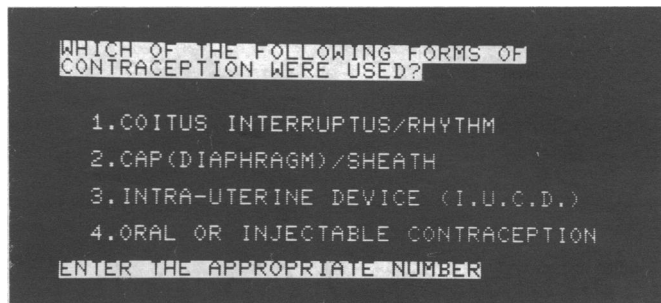 WHICH OF THE FOLLOWING FORMS OF
CONTRACEPTION WERE USED?
1.COITUS INTERRUPTUS/RHYTHM
2.CAP(DIAPHRAGM)/SHEATH
3.INTRA-UTERINE DEVICE (I.U.C.D.)
4.ORAL OR INJECTABLE CONTRACEPTION
ENTER THE APPROPRIATE NUMBER